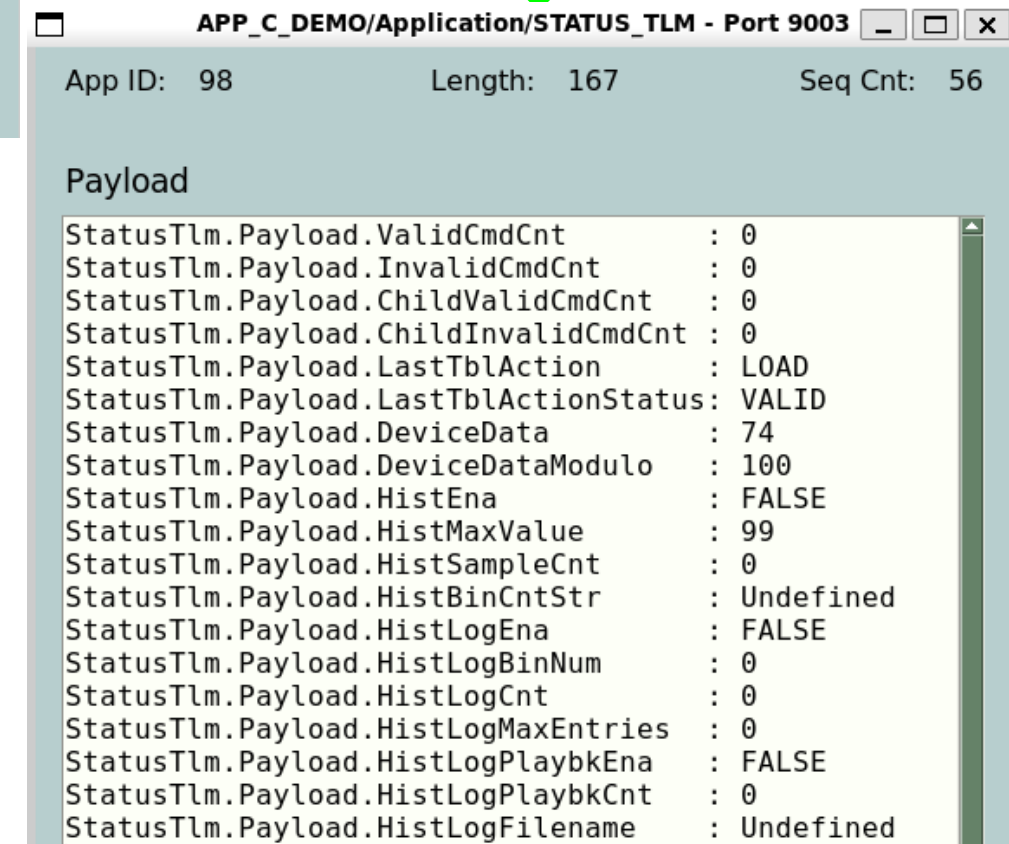 APP_C_DEMO/Application/STATUS_TLM - Port 9003
App ID: 98 Length: 167 Seq Cnt: 56
Payload
StatusTlm.Payload.ValidCmdCnt : 0
StatusTlm.Payload.InvalidCmdCnt : 0
StatusTlm.Payload.ChildValidCmdCnt : 0
StatusTlm.Payload.ChildInvalidCmdCnt : 0
StatusTlm.Payload.LastTblAction : LOAD
StatusTlm.Payload.LastTblActionStatus: VALID
StatusTlm.Payload.DeviceData : 74
StatusTlm.Payload.DeviceDataModulo : 100
StatusTlm.Payload.HistEna : FALSE
StatusTlm.Payload.HistMaxValue : 99
StatusTlm.Payload.HistSampleCnt : 0
StatusTlm.Payload.HistBinCntStr : Undefined
StatusTlm.Payload.HistLogEna : FALSE
StatusTlm.Payload.HistLogBinNum : 0
StatusTlm.Payload.HistLogCnt : 0
StatusTlm.Payload.HistLogMaxEntries : 0
StatusTlm.Payload.HistLogPlaybkEna : FALSE
StatusTlm.Payload.HistLogPlaybkCnt : 0
StatusTlm.Payload.HistLogFilename : Undefined